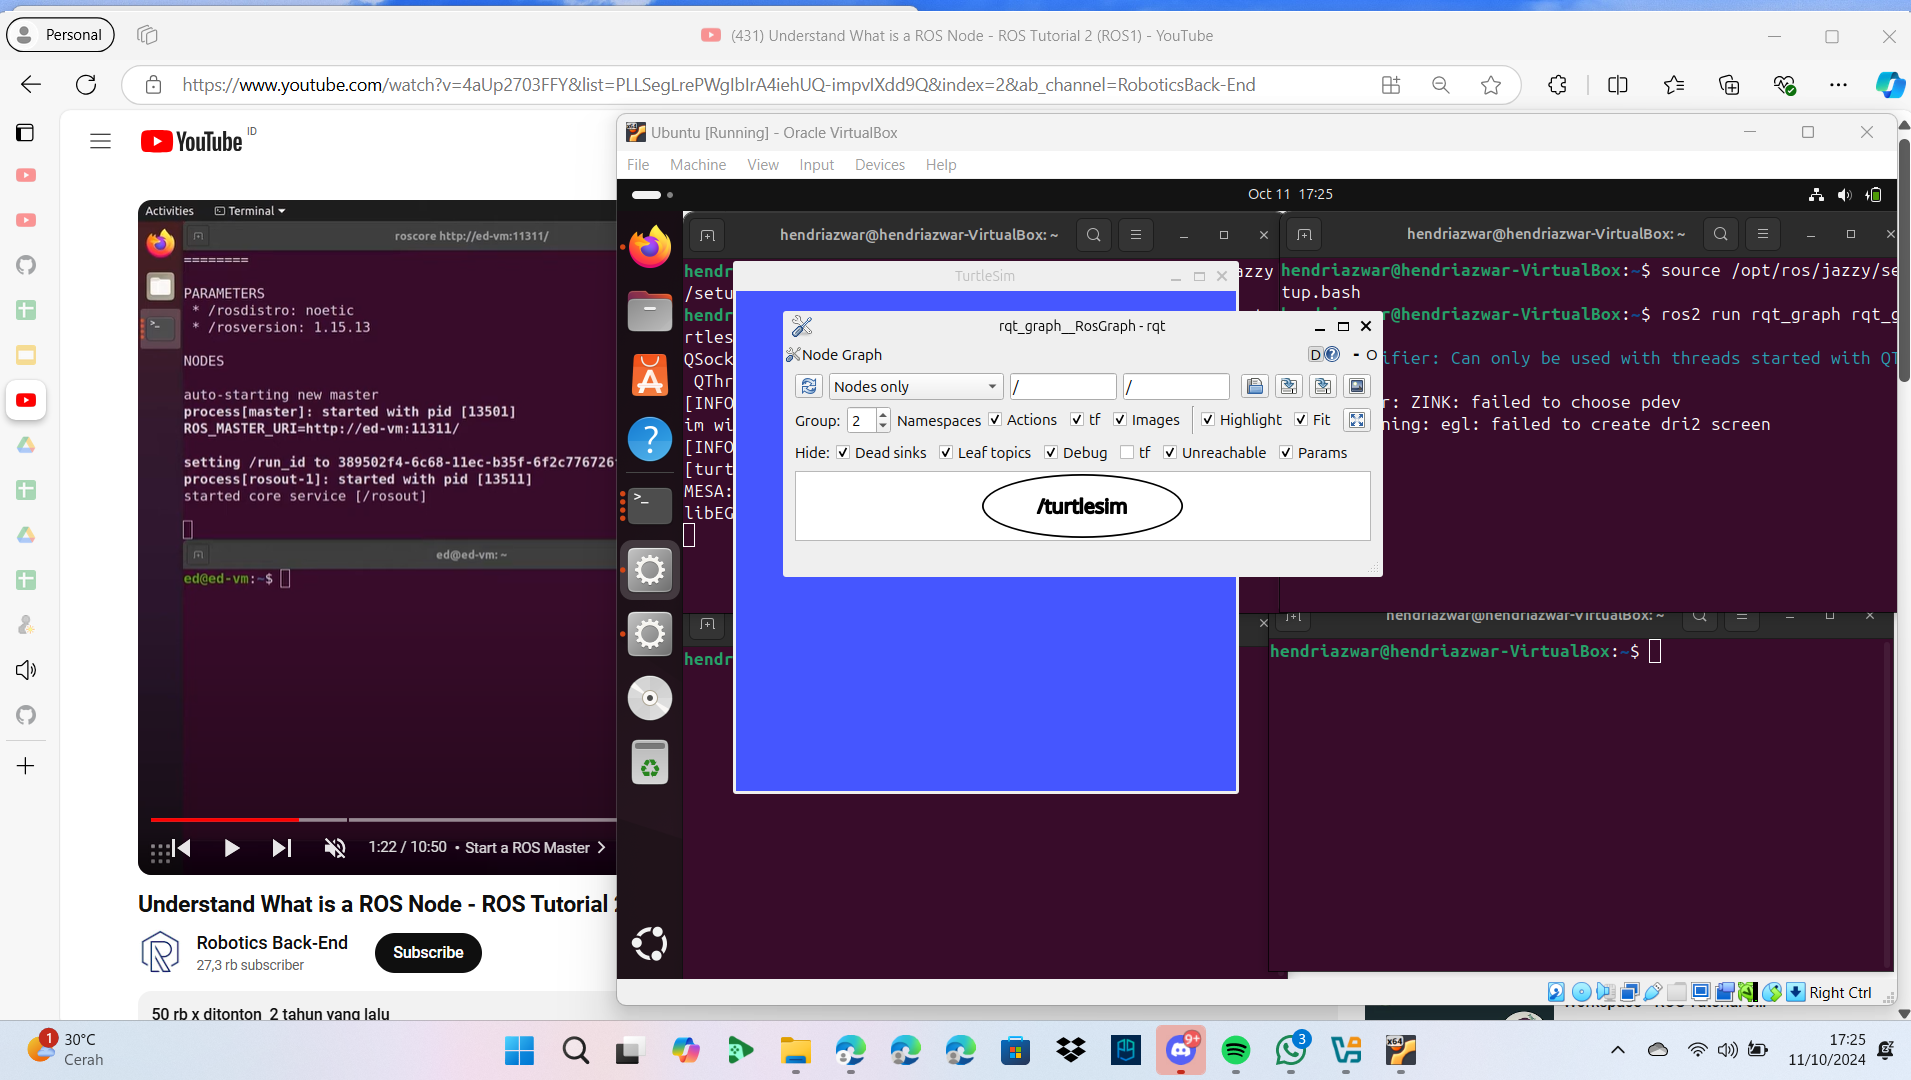 Personal
(431) Understand What is a ROS Node - ROS Tutorial 2 (ROS1) - YouTube
https://www.youtube.com/watch?v=4aUp2703FFY&list=PLLSegLrePWgIbIrA4iehUQ-impvIXdd9Q&index=2&ab_channel=RoboticsBack-End
YouTube ID
Activities Terminal
roscore http://ed-vm:11311/
========
PARAMETERS
* /rosdistro: noetic
* /rosversion: 1.15.13
NODES
auto-starting new master
process[master]: started with pid [13501]
ROS_MASTER_URI=http://ed-vm:11311/
setting /run_id to 389502f4-6c68-11ec-b35f-6f2c776726
process[rosout-1]: started with pid [13511]
started core service [/rosout]
ed@ed-vm: ~
ed@ed-vm:~$
1:22 / 10:50 • Start a ROS Master
Understand What is a ROS Node - ROS Tutorial
Robotics Back-End
27,3 rb subscriber
Subscribe
50 rb x ditonton 2 tahun yang lalu
Ubuntu [Running] - Oracle VirtualBox
File Machine View Input Devices Help
Oct 11 17:25
hendriazwar@hendriazwar-VirtualBox: ~
hendr
azzy
/setu
hendr
rtles
QSock
QThr
[INFO
im wi
[INFO
[turt
MESA:
libEG
hendriazwar@hendriazwar-VirtualBox: ~
hendriazwar@hendriazwar-VirtualBox:~$ source /opt/ros/jazzy/se
tup.bash
hendriazwar@hendriazwar-VirtualBox:~$ ros2 run rqt_graph rqt_g
ifier: Can only be used with threads started with QT
r: ZINK: failed to choose pdev
ning: egl: failed to create dri2 screen
TurtleSim
rqt_graph__RosGraph - rqt
Node Graph
D - O
Nodes only / /
Group: 2 Namespaces Actions tf Images Highlight Fit
Hide: Dead sinks Leaf topics Debug tf Unreachable Params
/turtlesim
hendr
hendriazwar@hendriazwar-VirtualBox: ~
hendriazwar@hendriazwar-VirtualBox:~$
Right Ctrl
1
30°C
Cerah
9+
3
x64
17:25
11/10/2024